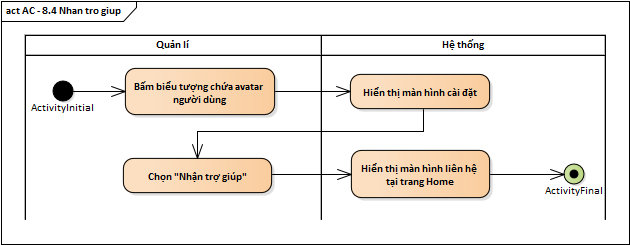 act AC - 8.4 Nhan tro giup
Quản lí
Hệ thống
Bấm biểu tượng chứa avatar
người dùng
Hiển thị màn hình cài đặt
ActivityInitial
Chọn "Nhận trợ giúp"
Hiển thị màn hình liên hệ
tại trang Home
ActivityFinal